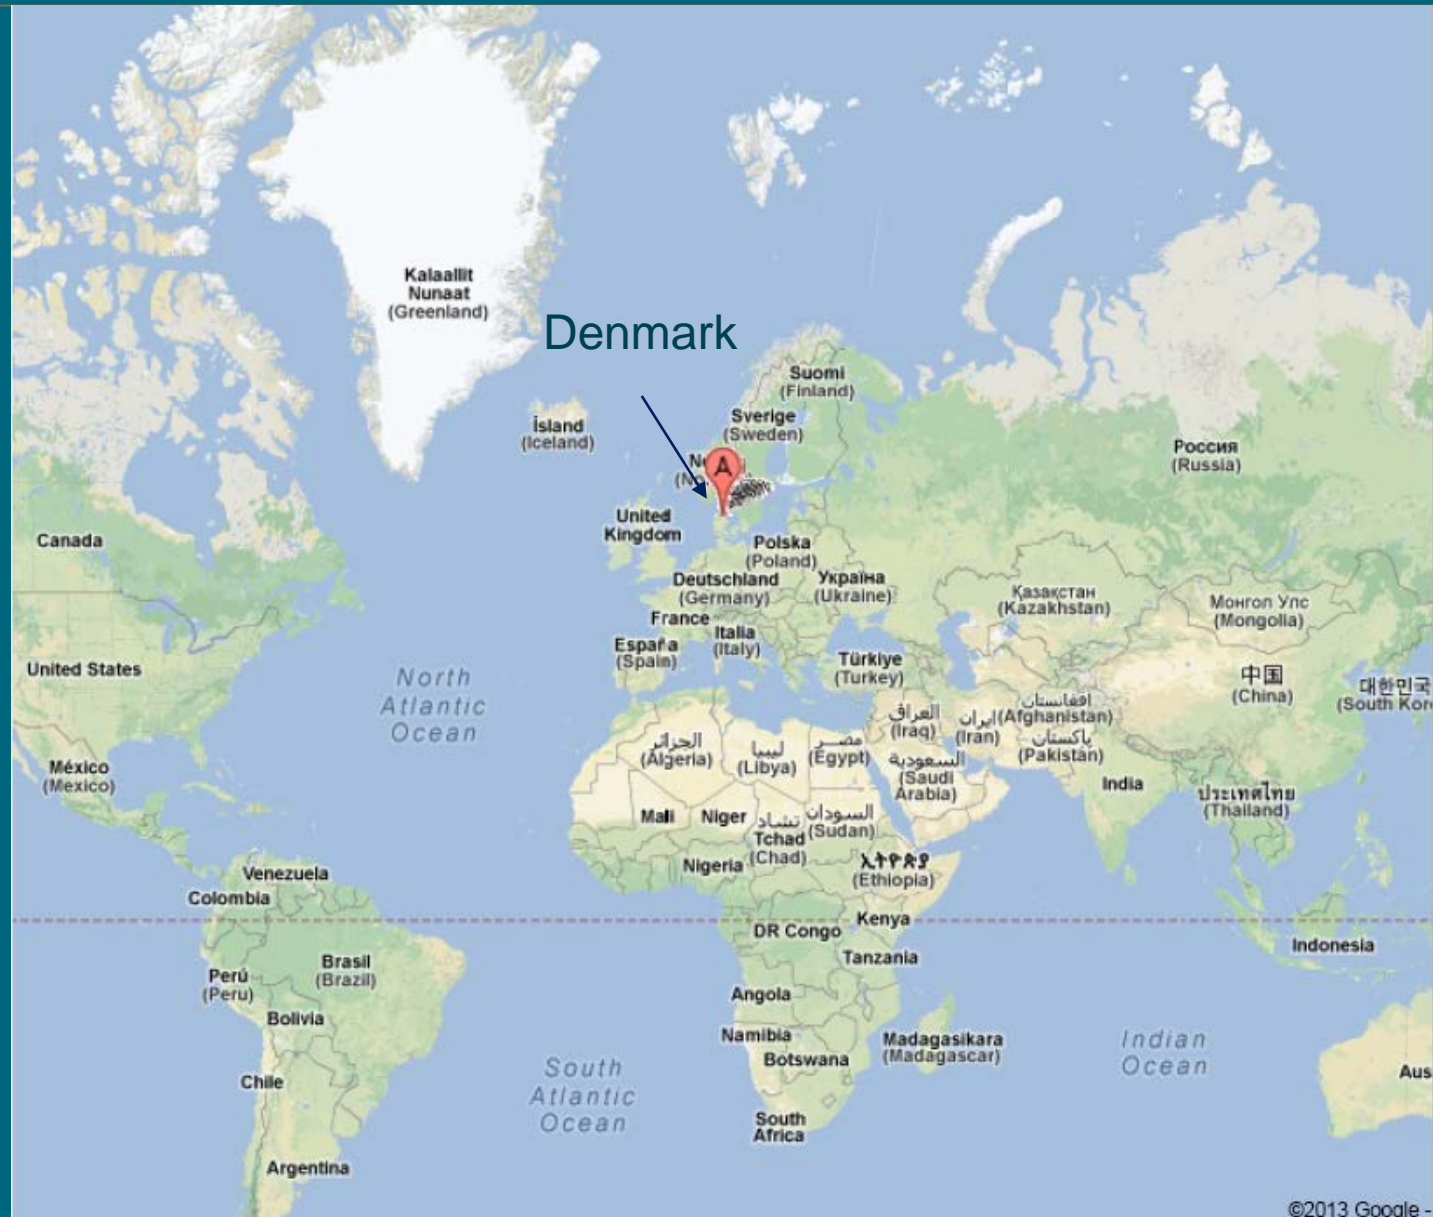 Kalaallit
Nunaat
(Greenland)
Denmark
Suomi
(Finland)
Ísland
(Iceland)
Sverige
(Sweden)
A
Россия
(Russia)
United
Kingdom
Canada
Polska
(Poland)
Deutschland
(Germany)
Україна
(Ukraine)
Қазақстан
(Kazakhstan)
Монгол Улс
(Mongolia)
France
Italia
(Italy)
España
(Spain)
United States
North
Atlantic
Ocean
Türkiye
(Turkey)
中国
(China)
대한민국
(South Kor
العراق
(Iraq)
ایران
(Iran)
افغانستان
(Afghanistan)
پاکستان
(Pakistan)
الجزائر
(Algeria)
ليبيا
(Libya)
مصر
(Egypt)
السعودية
(Saudi
Arabia)
México
(Mexico)
India
ประเทศไทย
(Thailand)
Mali
Niger
تشاد
Tchad
(Chad)
السودان
(Sudan)
Nigeria
ኢትዮጵያ
(Ethiopia)
Venezuela
Colombia
DR Congo
Kenya
Indonesia
Tanzania
Brasil
(Brazil)
Perú
(Peru)
Angola
Bolivia
Namibia
Botswana
Madagasikara
(Madagascar)
Indian
Ocean
South
Atlantic
Ocean
Chile
Aus
South
Africa
Argentina
©2013 Google -